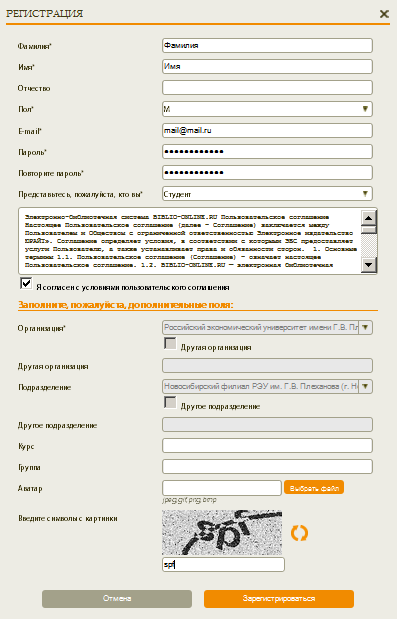 РЕГИСТРАЦИЯ
Фамилия* Фамилия
Имя* Имя
Отчество
Пол* М
E-mail* mail@mail.ru
Пароль* ●●●●●●●●●●●●
Повторите пароль* ●●●●●●●●●●●●
Представьтесь, пожалуйста, кто вы* Студент
Электронно-библиотечная система BIBLIO-ONLINE.RU Пользовательское соглашение
Настоящее Пользовательское соглашение (далее – Соглашение) заключается между
Пользователем и Обществом с ограниченной ответственностью Электронное издательство
ЮРАЙТ». Соглашение определяет условия, в соответствии с которыми ЭБС предоставляет
услуги Пользователю, а также устанавливает права и обязанности сторон. 1. Основные
термины 1.1. Пользовательское соглашение (Соглашение) – означает настоящее
Пользовательское соглашение. 1.2. BIBLIO-ONLINE.RU – электронная библиотечная
Я согласен с условиями пользовательского соглашения
Заполните, пожалуйста, дополнительные поля:
Организация* Российский экономический университет имени Г.В. Пл
Другая организация
Другая организация
Подразделение Новосибирский филиал РЭУ им. Г.В. Плеханова (г. Но
Другое подразделение
Другое подразделение
Курс
Группа
Аватар Выбрать файл
jpeg,gif,png,bmp
Введите символы с картинки spf
spf
Отмена Зарегистрироваться